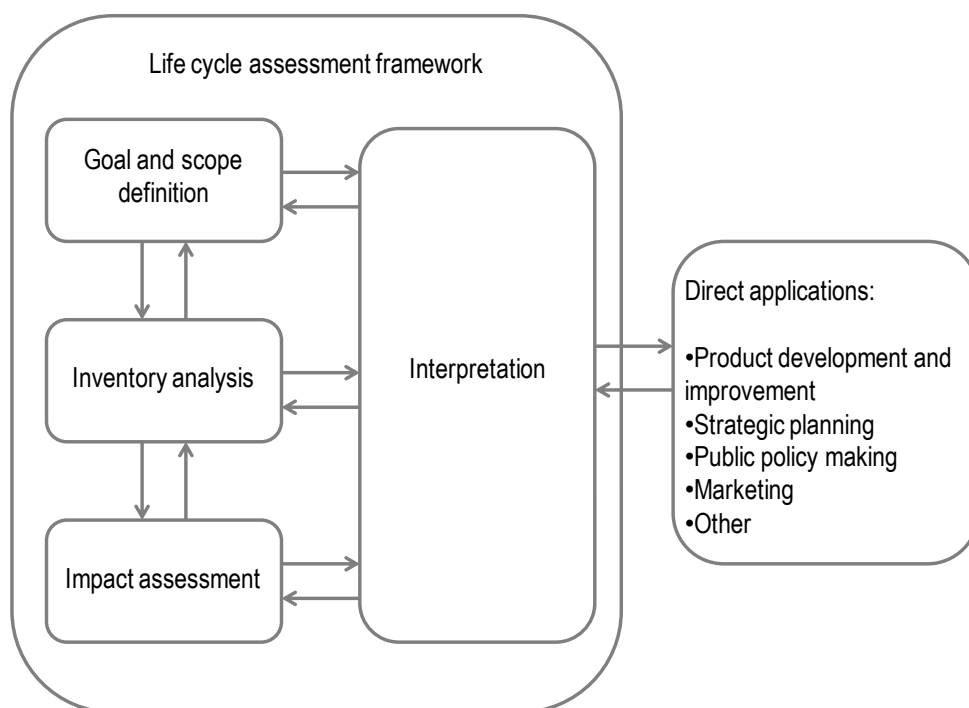 Life cycle assessment framework
Goal and scope
definition
Inventory analysis
Impact assessment
Interpretation
Direct applications:
•Product development and
improvement
•Strategic planning
•Public policy making
•Marketing
•Other